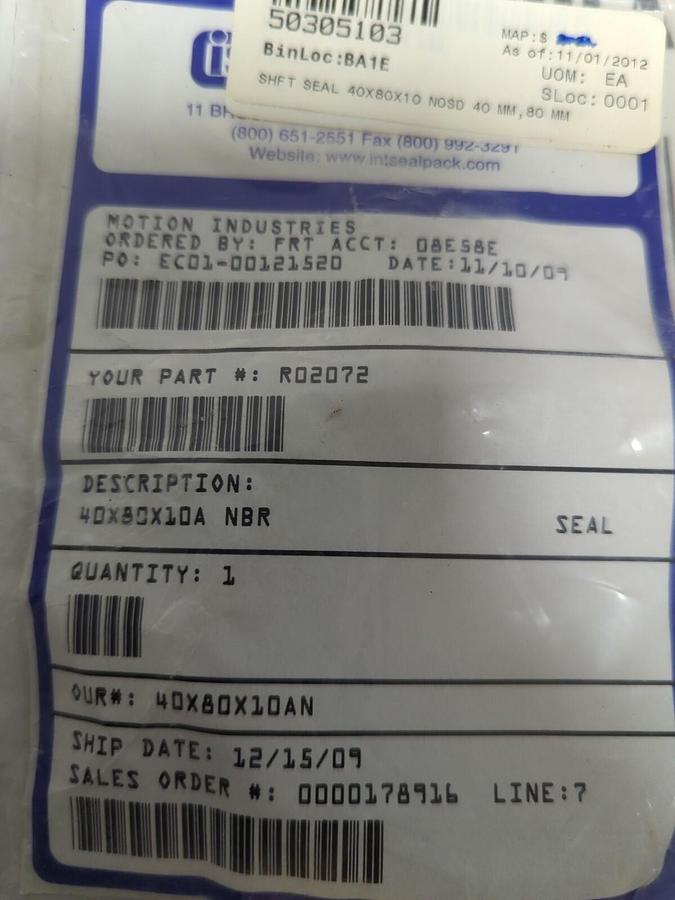 50305103
MAP:$
As of:11/01/2012
BinLoc:BA1E
UOM: EA
SHFT SEAL 40X80X10 NOSD 40 MM,80 MM
SLoc: 0001
11
(800) 651-2551 Fax (800) 992-3291
Website: www.intsealpack.com
MOTION INDUSTRIES
ORDERED BY: FRT ACCT: 08E58E
PO: EC01-00121520 DATE:11/10/09
YOUR PART #: R02072
DESCRIPTION:
40X80X10A NBR SEAL
QUANTITY: 1
OUR#: 40X80X10AN
SHIP DATE: 12/15/09
SALES ORDER #: 0000178916 LINE:7